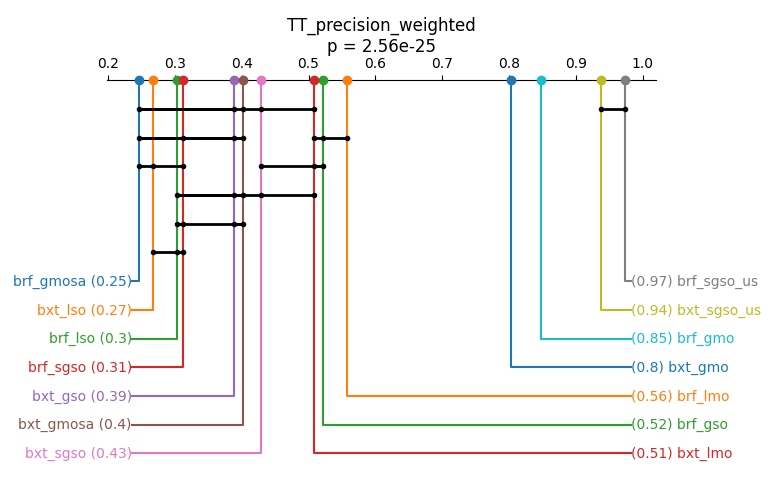 TT_precision_weighted
p = 2.56e-25
0.2 0.3 0.4 0.5 0.6 0.7 0.8 0.9 1.0
brf_gmosa (0.25) (0.97) brf_sgso_us
bxt_lso (0.27) (0.94) bxt_sgso_us
brf_lso (0.3) (0.85) brf_gmo
brf_sgso (0.31) (0.8) bxt_gmo
bxt_gso (0.39) (0.56) brf_lmo
bxt_gmosa (0.4) (0.52) brf_gso
bxt_sgso (0.43) (0.51) bxt_lmo